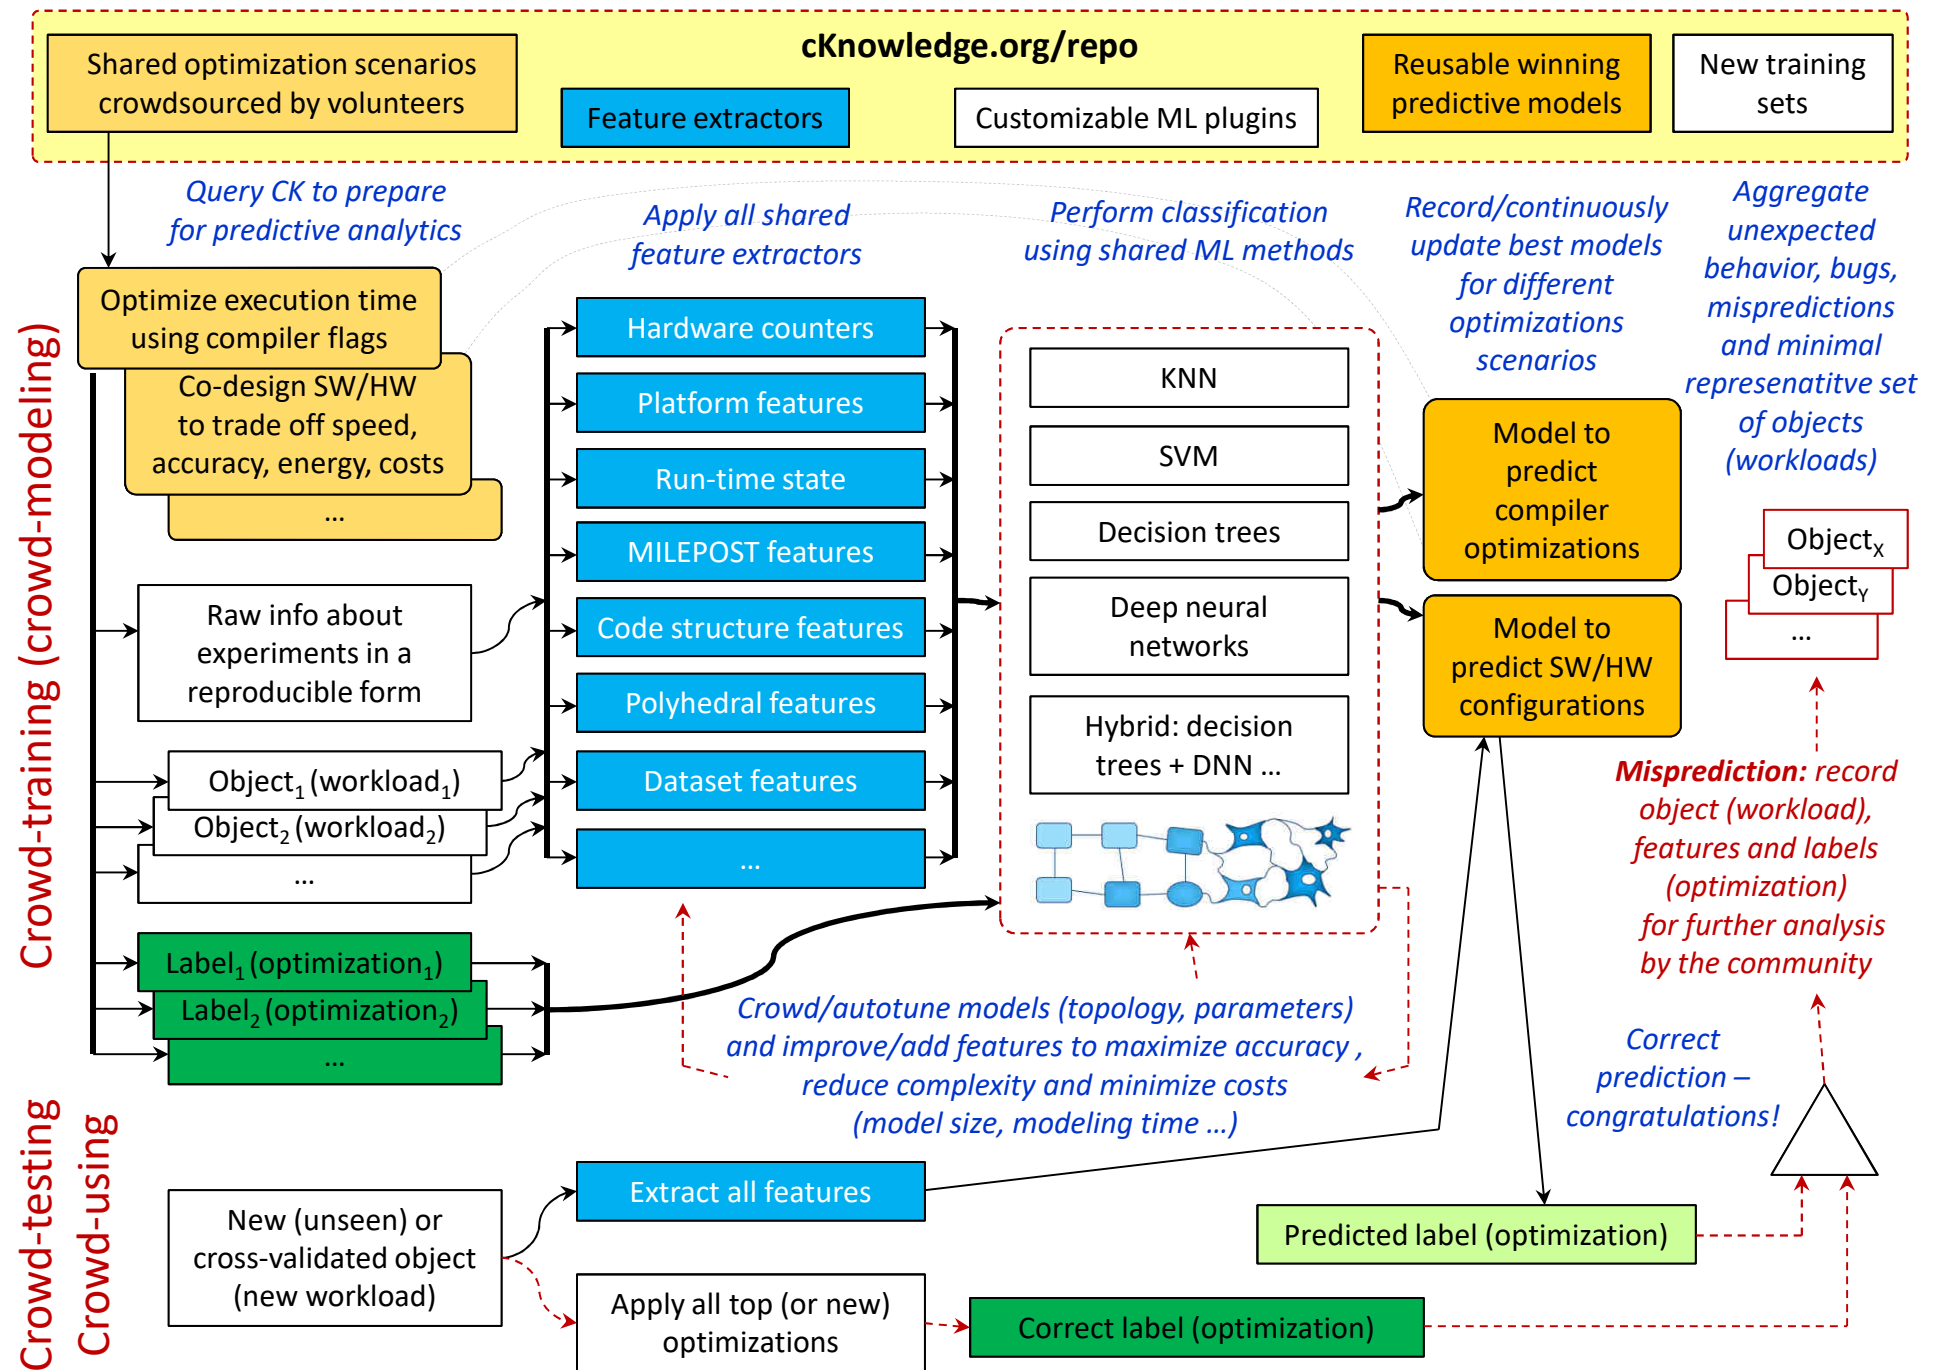 cKnowledge.org/repo
Shared optimization scenarios
crowdsourced by volunteers
Feature extractors
Customizable ML plugins
Reusable winning
predictive models
New training
sets
Query CK to prepare
for predictive analytics
Apply all shared
feature extractors
Perform classification
using shared ML methods
Record/continuously
update best models
for different
optimizations
scenarios
Aggregate
unexpected
behavior, bugs,
mispredictions
and minimal
represenatitve set
of objects
(workloads)
Crowd-training (crowd-modeling)
Optimize execution time
using compiler flags
Co-design SW/HW
to trade off speed,
accuracy, energy, costs
...
Raw info about
experiments in a
reproducible form
Object1 (workload1)
Object2 (workload2)
...
Label1 (optimization1)
Label2 (optimization2)
...
Hardware counters
Platform features
Run-time state
MILEPOST features
Code structure features
Polyhedral features
Dataset features
...
KNN
SVM
Decision trees
Deep neural
networks
Hybrid: decision
trees + DNN ...
Model to
predict
compiler
optimizations
Model to
predict SW/HW
configurations
ObjectX
ObjectY
...
Misprediction: record
object (workload),
features and labels
(optimization)
for further analysis
by the community
Crowd/autotune models (topology, parameters)
and improve/add features to maximize accuracy ,
reduce complexity and minimize costs
(model size, modeling time ...)
Correct
prediction –
congratulations!
Crowd-testing
Crowd-using
New (unseen) or
cross-validated object
(new workload)
Extract all features
Apply all top (or new)
optimizations
Predicted label (optimization)
Correct label (optimization)